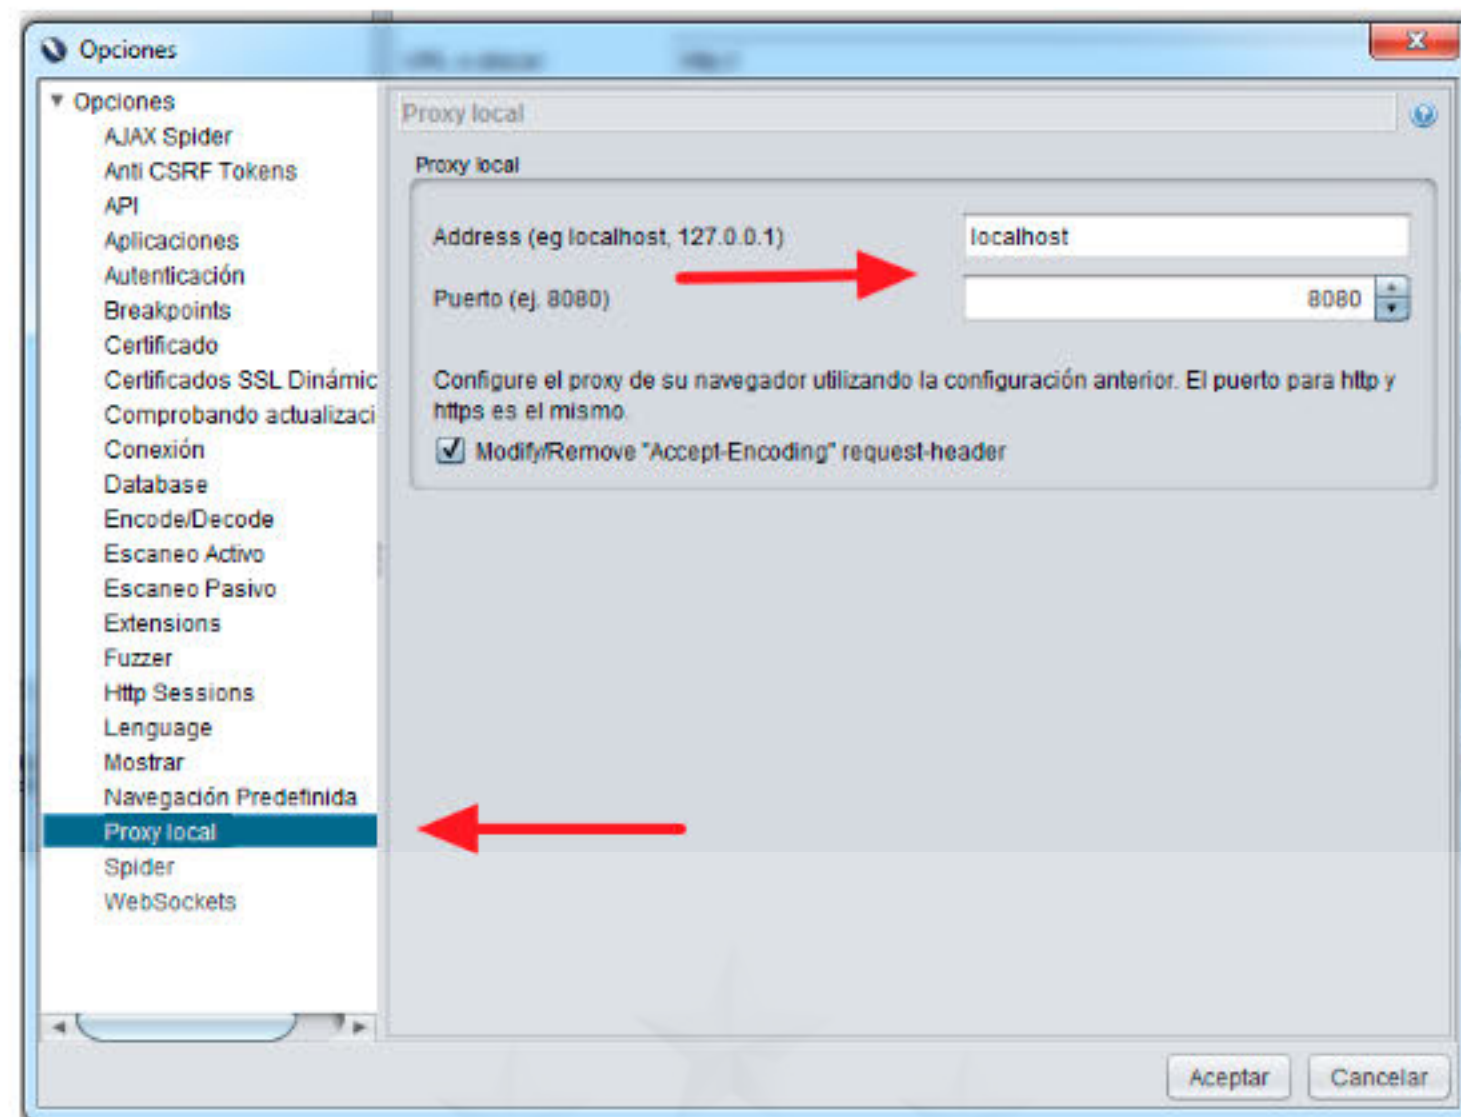 Opciones
Opciones
AJAX Spider
Anti CSRF Tokens
API
Aplicaciones
Autenticación
Breakpoints
Certificado
Certificados SSL Dinámic
Comprobando actualizaci
Conexión
Database
Encode/Decode
Escaneo Activo
Escaneo Pasivo
Extensions
Fuzzer
Http Sessions
Lenguage
Mostrar
Navegación Predefinida
Proxy local
Spider
WebSockets
Proxy local
Proxy local
Address (eg localhost, 127.0.0.1) localhost
Puerto (ej. 8080) 8080
Configure el proxy de su navegador utilizando la configuración anterior. El puerto para http y
https es el mismo.
Modify/Remove "Accept-Encoding" request-header
Aceptar Cancelar